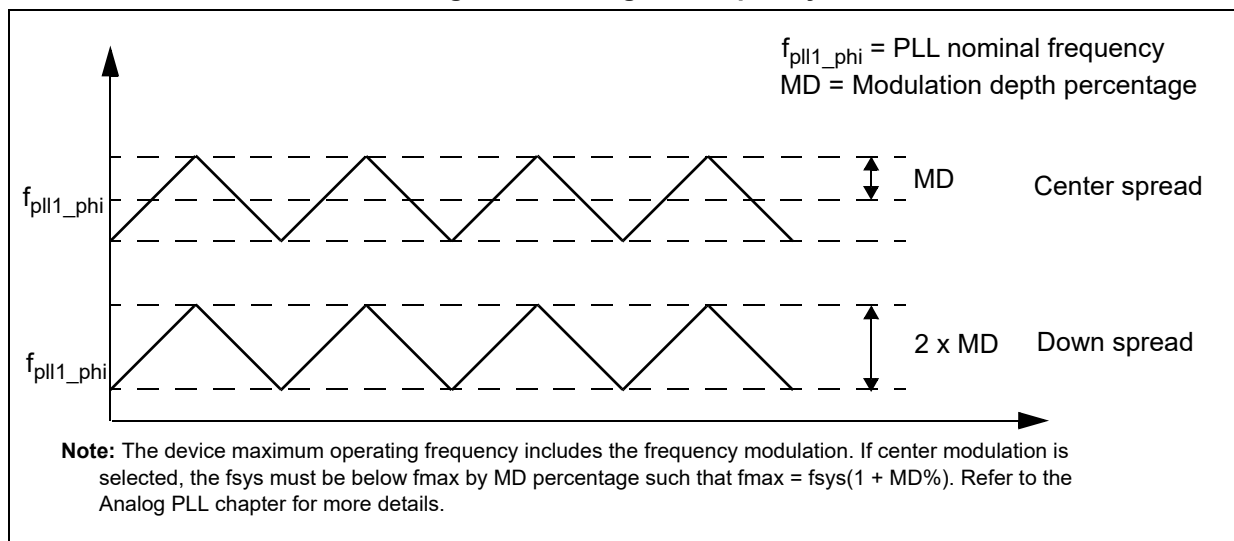 f_pll1_phi = PLL nominal frequency
MD = Modulation depth percentage
MD
Center spread
f_pll1_phi
2 x MD
Down spread
f_pll1_phi
Note: The device maximum operating frequency includes the frequency modulation. If center modulation is
selected, the fsys must be below fmax by MD percentage such that fmax = fsys(1 + MD%). Refer to the
Analog PLL chapter for more details.